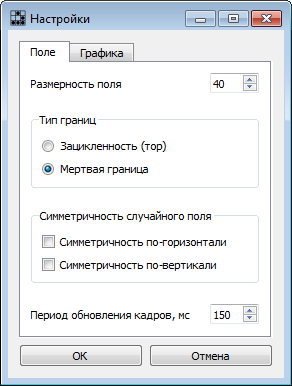 Настройки
Поле
Графика
Размерность поля
40
Тип границ
Зацикленность (тор)
Мертвая граница
Симметричность случайного поля
Симметричность по-горизонтали
Симметричность по-вертикали
Период обновления кадров, мс
150
OK
Отмена